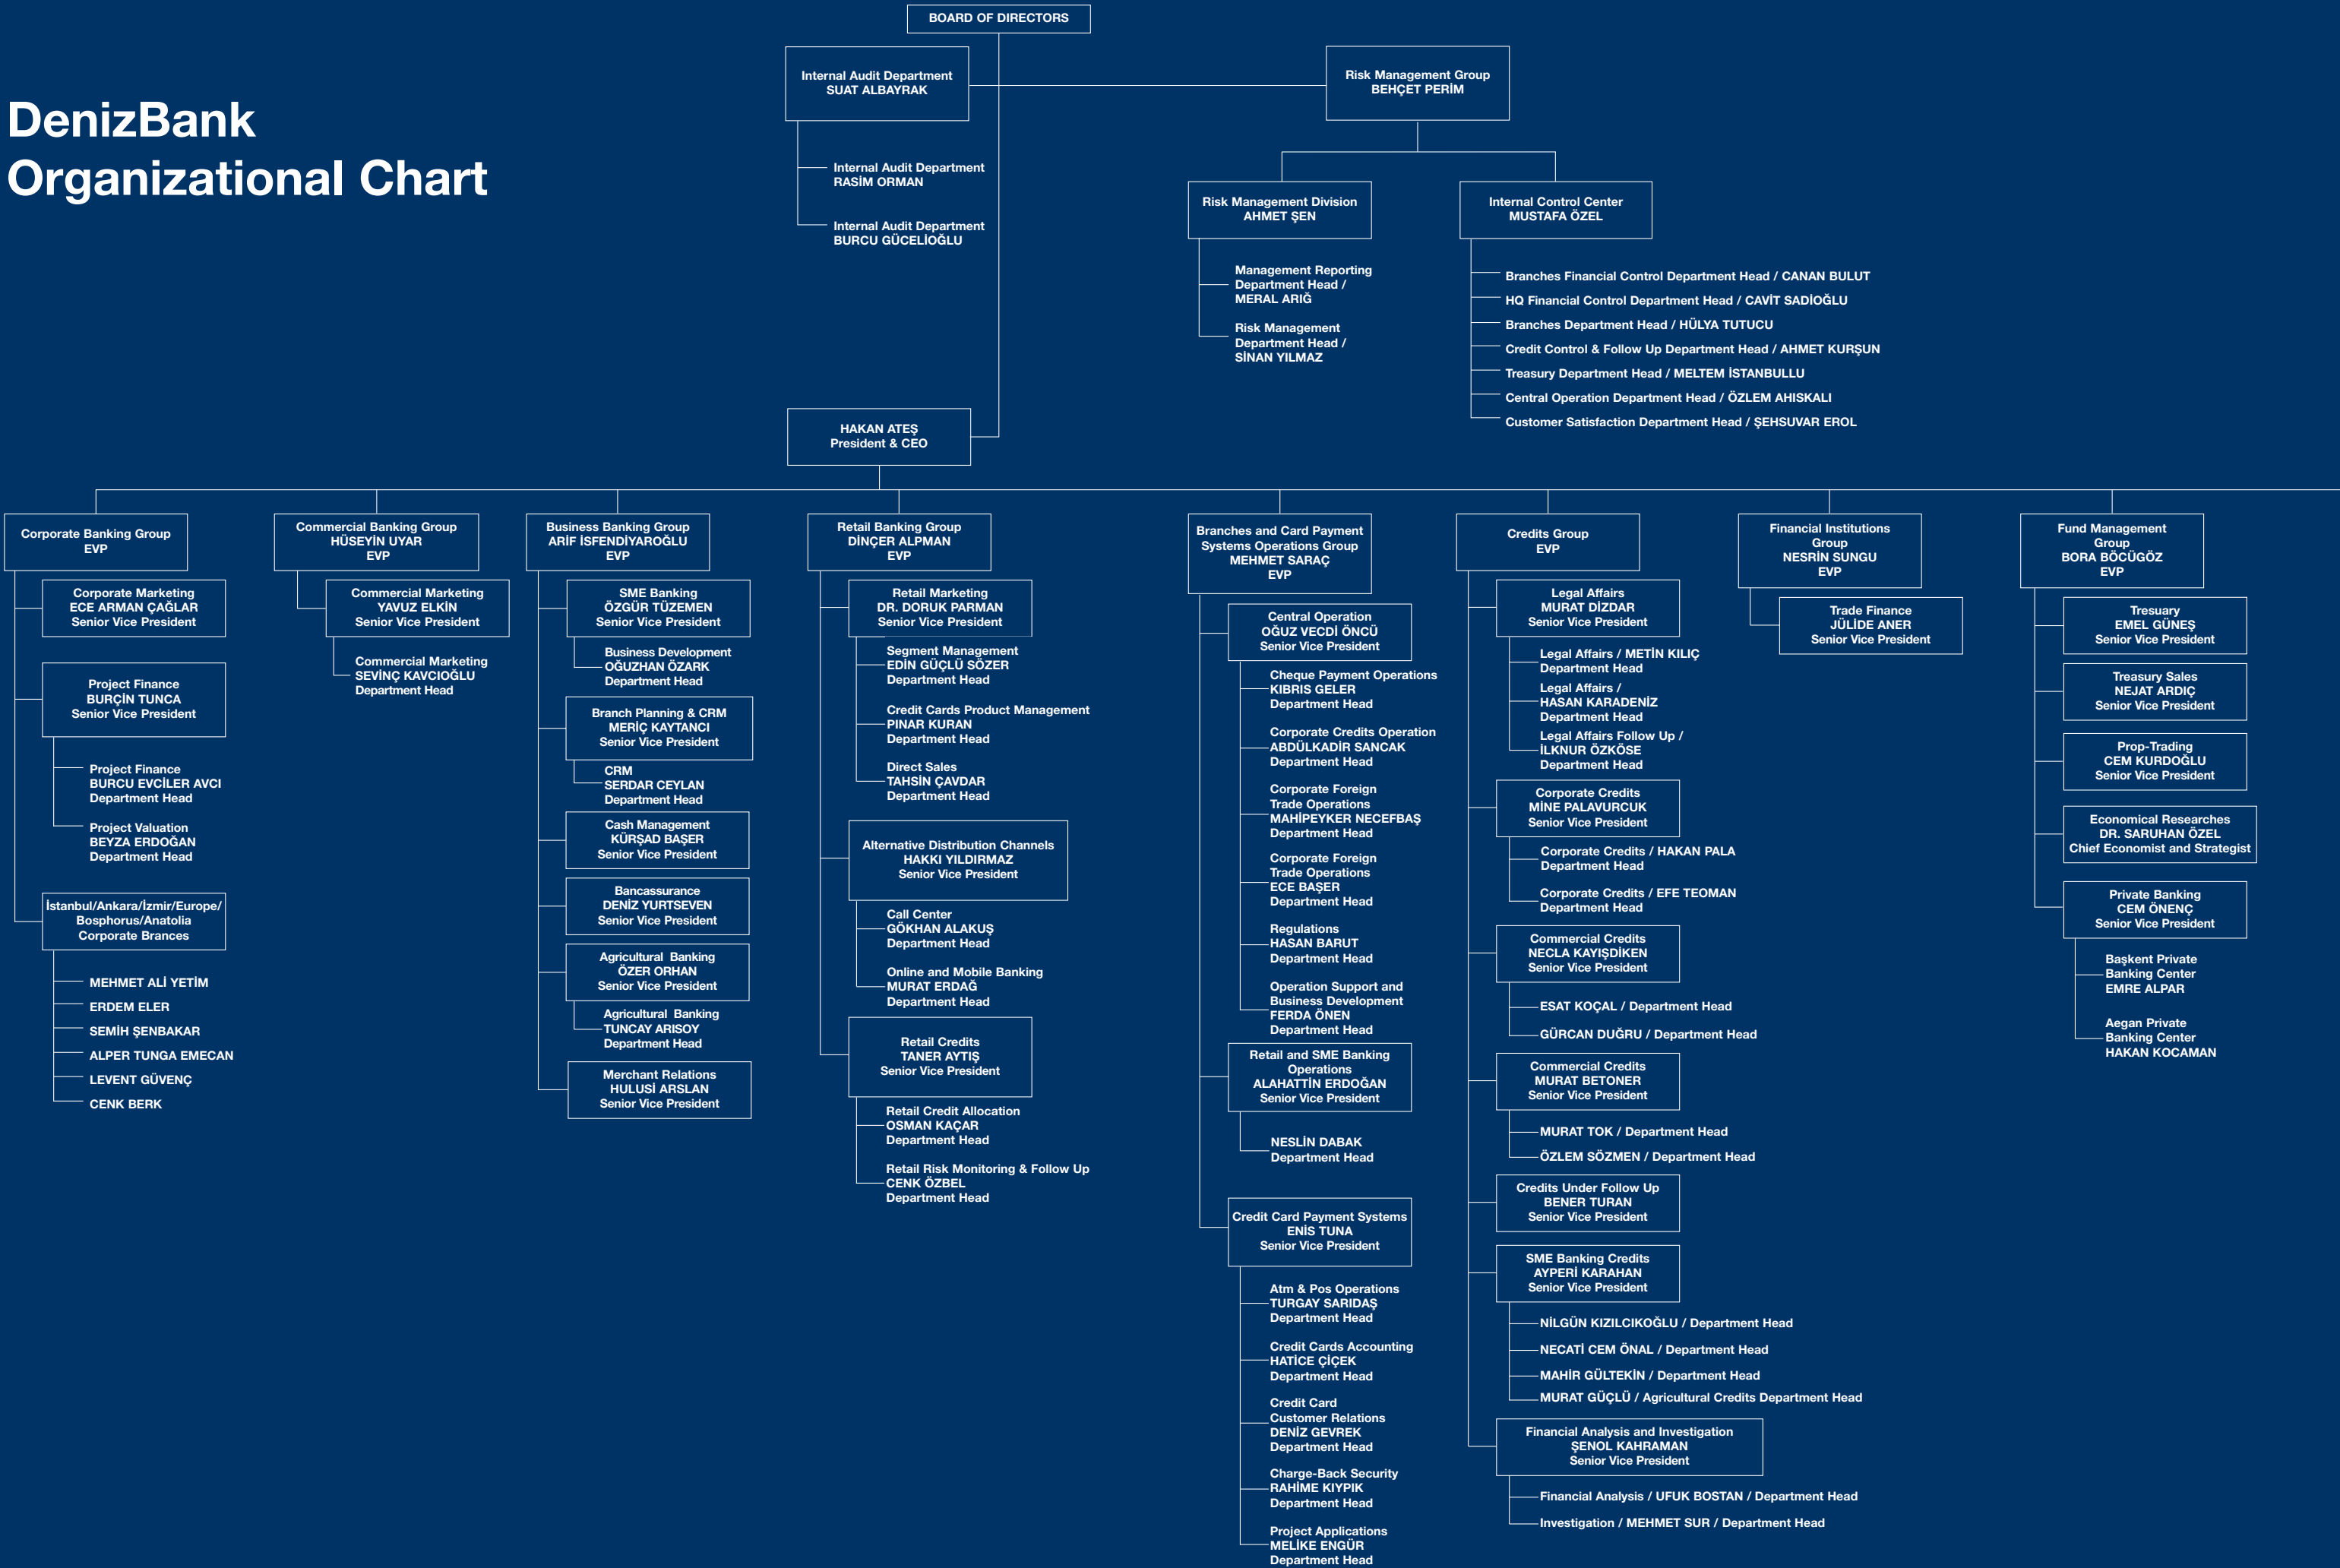 BOARD OF DIRECTORS
DenizBank
Organizational Chart
Internal Audit Department
SUAT ALBAYRAK
Internal Audit Department
RASİM ORMAN
Internal Audit Department
BURCU GÜCELİOĞLU
Risk Management Group
BEHÇET PERİM
Risk Management Division
AHMET ŞEN
Management Reporting
Department Head /
MERAL ARIĞ
Risk Management
Department Head /
SİNAN YILMAZ
Internal Control Center
MUSTAFA ÖZEL
Branches Financial Control Department Head / CANAN BULUT
HQ Financial Control Department Head / CAVİT SADİOĞLU
Branches Department Head / HÜLYA TUTUCU
Credit Control & Follow Up Department Head / AHMET KURŞUN
Treasury Department Head / MELTEM İSTANBULLU
Central Operation Department Head / ÖZLEM AHISKALI
Customer Satisfaction Department Head / ŞEHSUVAR EROL
HAKAN ATEŞ
President & CEO
Corporate Banking Group
EVP
Corporate Marketing
ECE ARMAN ÇAĞLAR
Senior Vice President
Project Finance
BURÇİN TUNCA
Senior Vice President
Project Finance
BURCU EVCİLER AVCI
Department Head
Project Valuation
BEYZA ERDOĞAN
Department Head
İstanbul/Ankara/İzmir/Europe/
Bosphorus/Anatolia
Corporate Brances
MEHMET ALİ YETİM
ERDEM ELER
SEMİH ŞENBAKAR
ALPER TUNGA EMECAN
LEVENT GÜVENÇ
CENK BERK
Commercial Banking Group
HÜSEYİN UYAR
EVP
Commercial Marketing
YAVUZ ELKİN
Senior Vice President
Commercial Marketing
SEVİNÇ KAVCIOĞLU
Department Head
Business Banking Group
ARİF İSFENDİYAROĞLU
EVP
SME Banking
ÖZGÜR TÜZEMEN
Senior Vice President
Business Development
OĞUZHAN ÖZARK
Department Head
Branch Planning & CRM
MERİÇ KAYTANCI
Senior Vice President
CRM
SERDAR CEYLAN
Department Head
Cash Management
KÜRŞAD BAŞER
Senior Vice President
Bancassurance
DENİZ YURTSEVEN
Senior Vice President
Agricultural Banking
ÖZER ORHAN
Senior Vice President
Agricultural Banking
TUNCAY ARISOY
Department Head
Merchant Relations
HULUSİ ARSLAN
Senior Vice President
Retail Banking Group
DİNÇER ALPMAN
EVP
Retail Marketing
DR. DORUK PARMAN
Senior Vice President
Segment Management
EDİN GÜÇLÜ SÖZER
Department Head
Credit Cards Product Management
PINAR KURAN
Department Head
Direct Sales
TAHSİN ÇAVDAR
Department Head
Alternative Distribution Channels
HAKKI YILDIRMAZ
Senior Vice President
Call Center
GÖKHAN ALAKUŞ
Department Head
Online and Mobile Banking
MURAT ERDAĞ
Department Head
Retail Credits
TANER AYTIŞ
Senior Vice President
Retail Credit Allocation
OSMAN KAÇAR
Department Head
Retail Risk Monitoring & Follow Up
CENK ÖZBEL
Department Head
Branches and Card Payment
Systems Operations Group
MEHMET SARAÇ
EVP
Central Operation
OĞUZ VECDİ ÖNCÜ
Senior Vice President
Cheque Payment Operations
KIBRIS GELER
Department Head
Corporate Credits Operation
ABDÜLKADİR SANCAK
Department Head
Corporate Foreign
Trade Operations
MAHİPEYKER NECEFBAŞ
Department Head
Corporate Foreign
Trade Operations
ECE BAŞER
Department Head
Regulations
HASAN BARUT
Department Head
Operation Support and
Business Development
FERDA ÖNEN
Department Head
Retail and SME Banking
Operations
ALAHATTİN ERDOĞAN
Senior Vice President
NESLİN DABAK
Department Head
Credit Card Payment Systems
ENİS TUNA
Senior Vice President
Atm & Pos Operations
TURGAY SARIDAŞ
Department Head
Credit Cards Accounting
HATİCE ÇİÇEK
Department Head
Credit Card
Customer Relations
DENİZ GEVREK
Department Head
Charge-Back Security
RAHİME KIYPIK
Department Head
Project Applications
MELİKE ENGÜR
Department Head
Credits Group
EVP
Legal Affairs
MURAT DİZDAR
Senior Vice President
Legal Affairs / METİN KILIÇ
Department Head
Legal Affairs /
HASAN KARADENİZ
Department Head
Legal Affairs Follow Up /
İLKNUR ÖZKÖSE
Department Head
Corporate Credits
MİNE PALAVURCUK
Senior Vice President
Corporate Credits / HAKAN PALA
Department Head
Corporate Credits / EFE TEOMAN
Department Head
Commercial Credits
NECLA KAYIŞDİKEN
Senior Vice President
ESAT KOÇAL / Department Head
GÜRCAN DUĞRU / Department Head
Commercial Credits
MURAT BETONER
Senior Vice President
MURAT TOK / Department Head
ÖZLEM SÖZMEN / Department Head
Credits Under Follow Up
BENER TURAN
Senior Vice President
SME Banking Credits
AYPERİ KARAHAN
Senior Vice President
NİLGÜN KIZILCIKOĞLU / Department Head
NECATİ CEM ÖNAL / Department Head
MAHİR GÜLTEKİN / Department Head
MURAT GÜÇLÜ / Agricultural Credits Department Head
Financial Analysis and Investigation
ŞENOL KAHRAMAN
Senior Vice President
Financial Analysis / UFUK BOSTAN / Department Head
Investigation / MEHMET SUR / Department Head
Financial Institutions
Group
NESRİN SUNGU
EVP
Trade Finance
JÜLİDE ANER
Senior Vice President
Fund Management
Group
BORA BÖCÜGÖZ
EVP
Tresuary
EMEL GÜNEŞ
Senior Vice President
Treasury Sales
NEJAT ARDIÇ
Senior Vice President
Prop-Trading
CEM KURDOĞLU
Senior Vice President
Economical Researches
DR. SARUHAN ÖZEL
Chief Economist and Strategist
Private Banking
CEM ÖNENÇ
Senior Vice President
Başkent Private
Banking Center
EMRE ALPAR
Aegan Private
Banking Center
HAKAN KOCAMAN